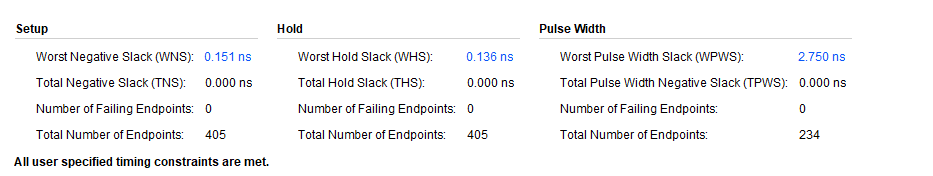 Setup Hold Pulse Width
Worst Negative Slack (WNS): 0.151 ns Worst Hold Slack (WHS): 0.136 ns Worst Pulse Width Slack (WPWS): 2.750 ns
Total Negative Slack (TNS): 0.000 ns Total Hold Slack (THS): 0.000 ns Total Pulse Width Negative Slack (TPWS): 0.000 ns
Number of Failing Endpoints: 0 Number of Failing Endpoints: 0 Number of Failing Endpoints: 0
Total Number of Endpoints: 405 Total Number of Endpoints: 405 Total Number of Endpoints: 234
All user specified timing constraints are met.